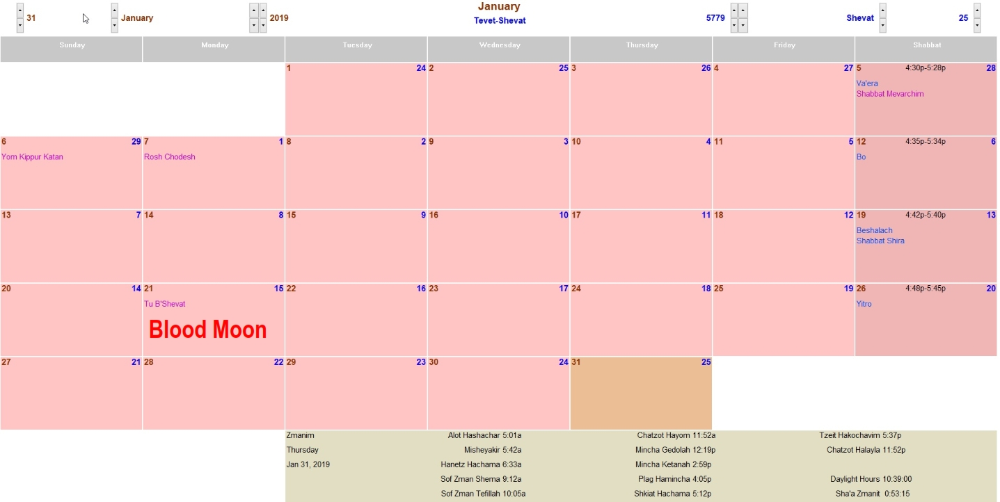 January
31 January 2019 Tevet-Shevat 5779 Shevat 25
Sunday Monday Tuesday Wednesday Thursday Friday Shabbat
1 24 2 25 3 26 4 27 5 4:30p-5:28p 28
Va'era
Shabbat Mevarchim
6 29 7 1 8 2 9 3 10 4 11 5 12 4:35p-5:34p 6
Yom Kippur Katan Rosh Chodesh Bo
13 7 14 8 15 9 16 10 17 11 18 12 19 4:42p-5:40p 13
Beshalach
Shabbat Shira
20 14 21 15 22 16 23 17 24 18 25 19 26 4:48p-5:45p 20
Tu B'Shevat Yitro
Blood Moon
27 21 28 22 29 23 30 24 31 25
Zmanim Alot Hashachar 5:01a Chatzot Hayom 11:52a Tzeit Hakochavim 5:37p
Thursday Misheyakir 5:42a Mincha Gedolah 12:19p Chatzot Halayla 11:52p
Jan 31, 2019 Hanetz Hachama 6:33a Mincha Ketanah 2:59p
Sof Zman Shema 9:12a Plag Hamincha 4:05p Daylight Hours 10:39:00
Sof Zman Tefillah 10:05a Shkiat Hachama 5:12p Sha'a Zmanit 0:53:15